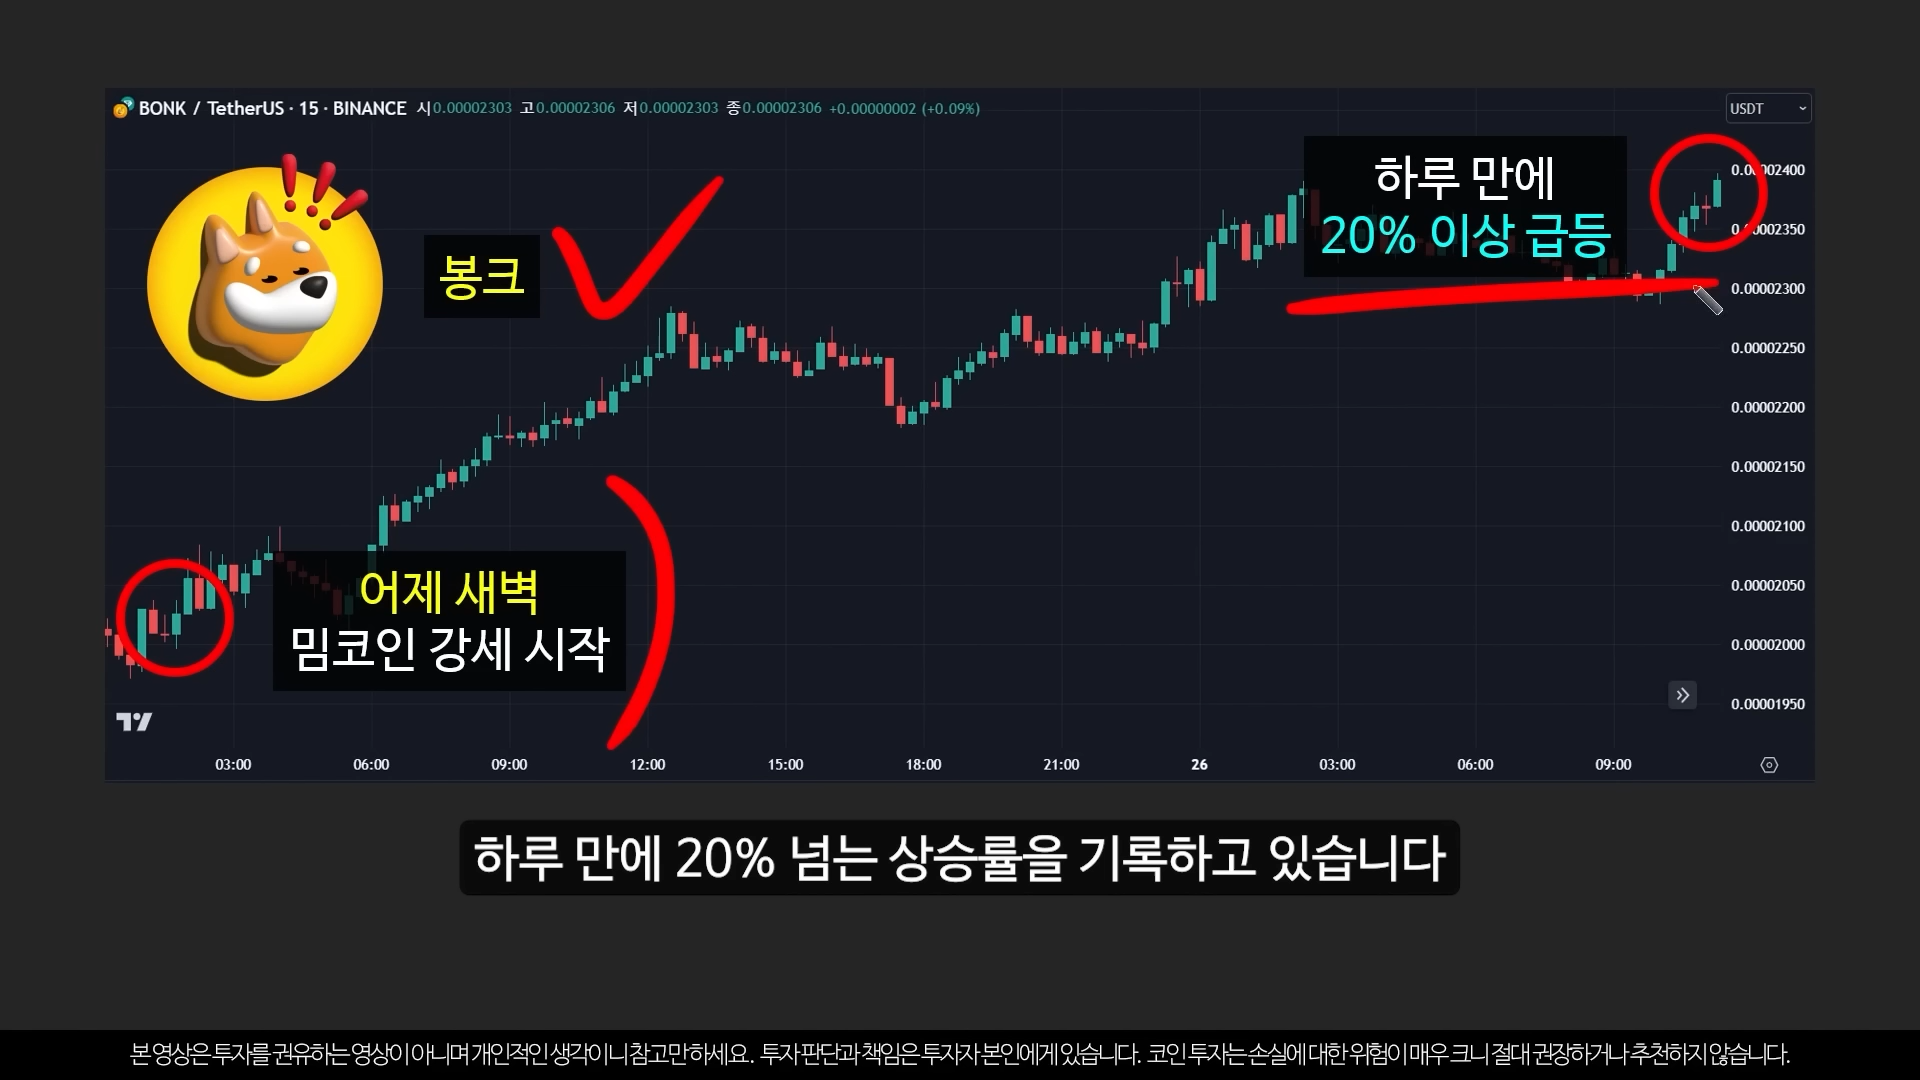 BONK / TetherUS · 15 · BINANCE 시0.00002303 고0.00002306 저0.00002303 종0.00002306 +0.00000002 (+0.09%)
USDT
하루 만에
20% 이상 급등
봉크
어제 새벽
밈코인 강세 시작
0.00002400
0.00002350
0.00002300
0.00002250
0.00002200
0.00002150
0.00002100
0.00002050
0.00002000
0.00001950
03:00 06:00 09:00 12:00 15:00 18:00 21:00 26 03:00 06:00 09:00
하루 만에 20% 넘는 상승률을 기록하고 있습니다
본 영상은 투자를 권유하는 영상이 아니며 개인적인 생각이니 참고만 하세요. 투자 판단과 책임은 투자자 본인에게 있습니다. 코인 투자는 손실에 대한 위험이 매우 크니 절대 권장하거나 추천하지 않습니다.